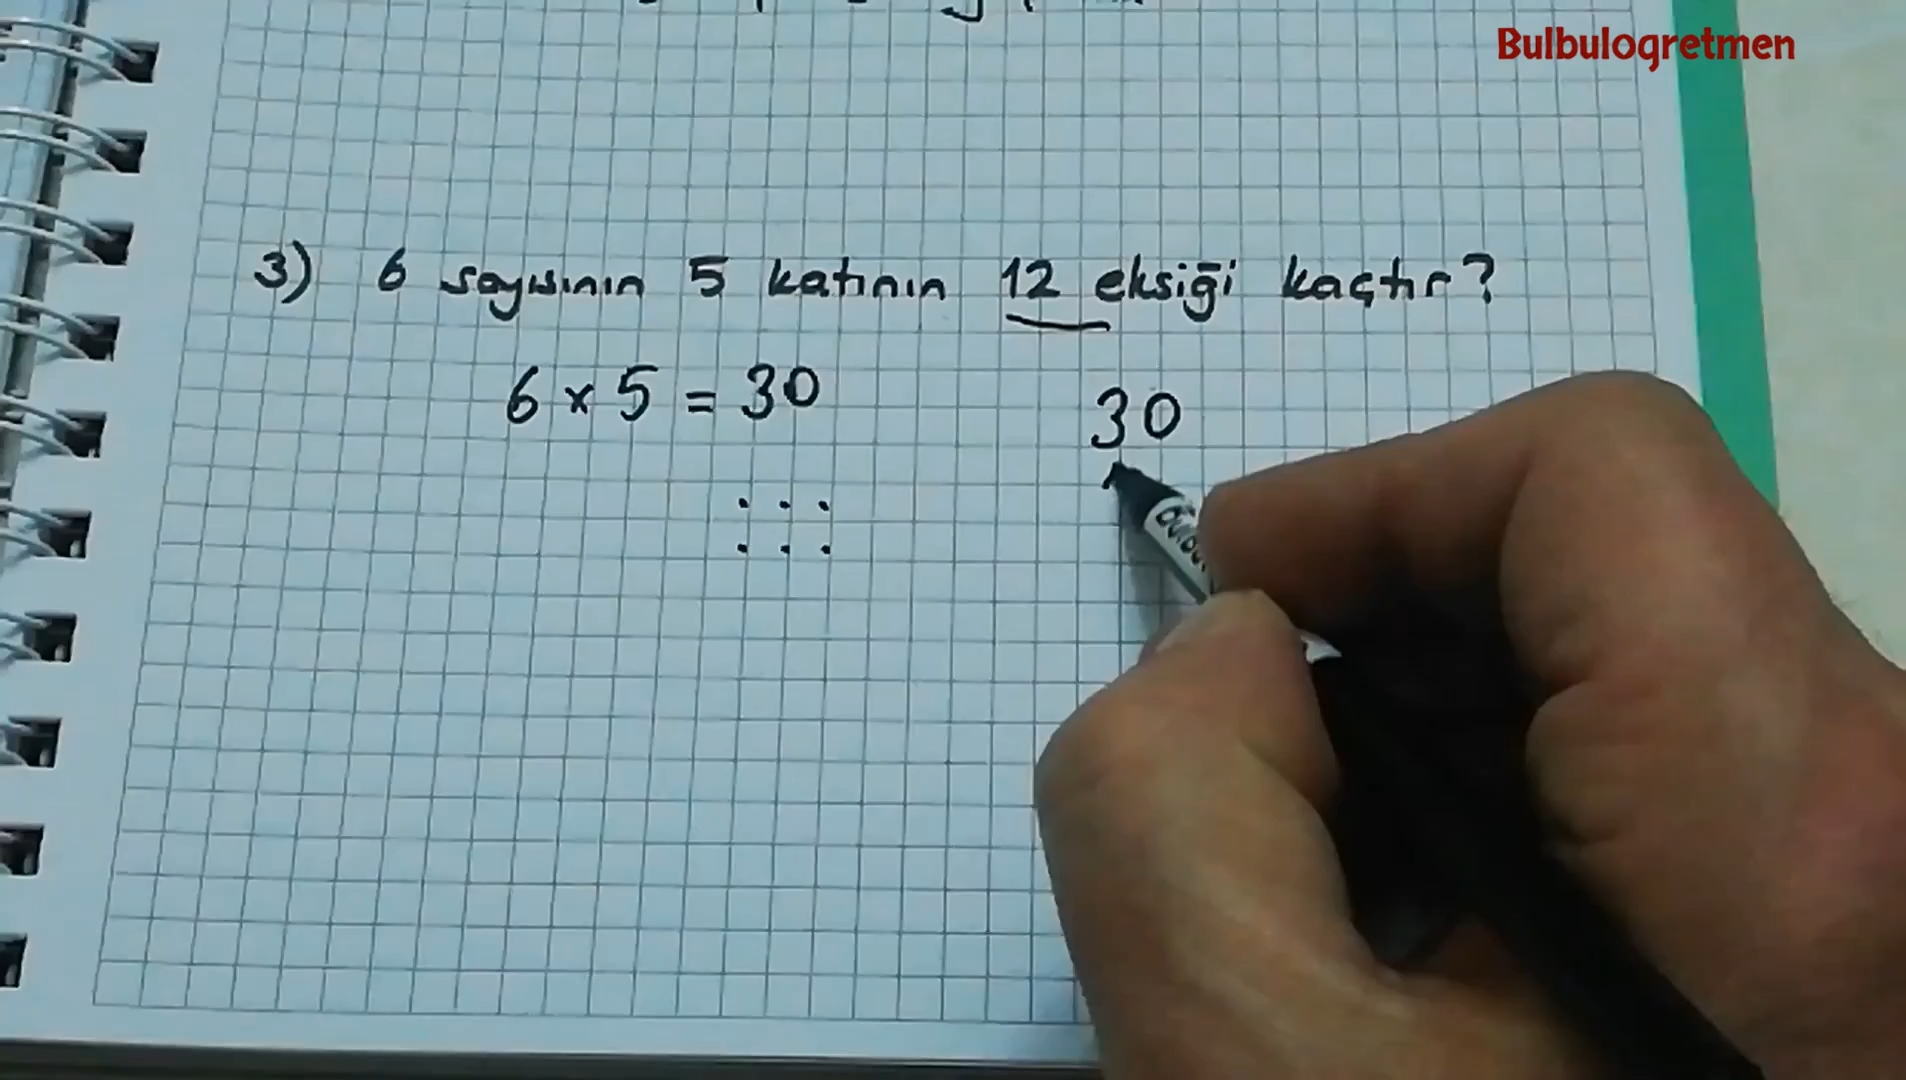 Bulbulogretmen
3) 6 sayısının 5 katının 12 eksiği kaçtır?
6 x 5 = 30
30